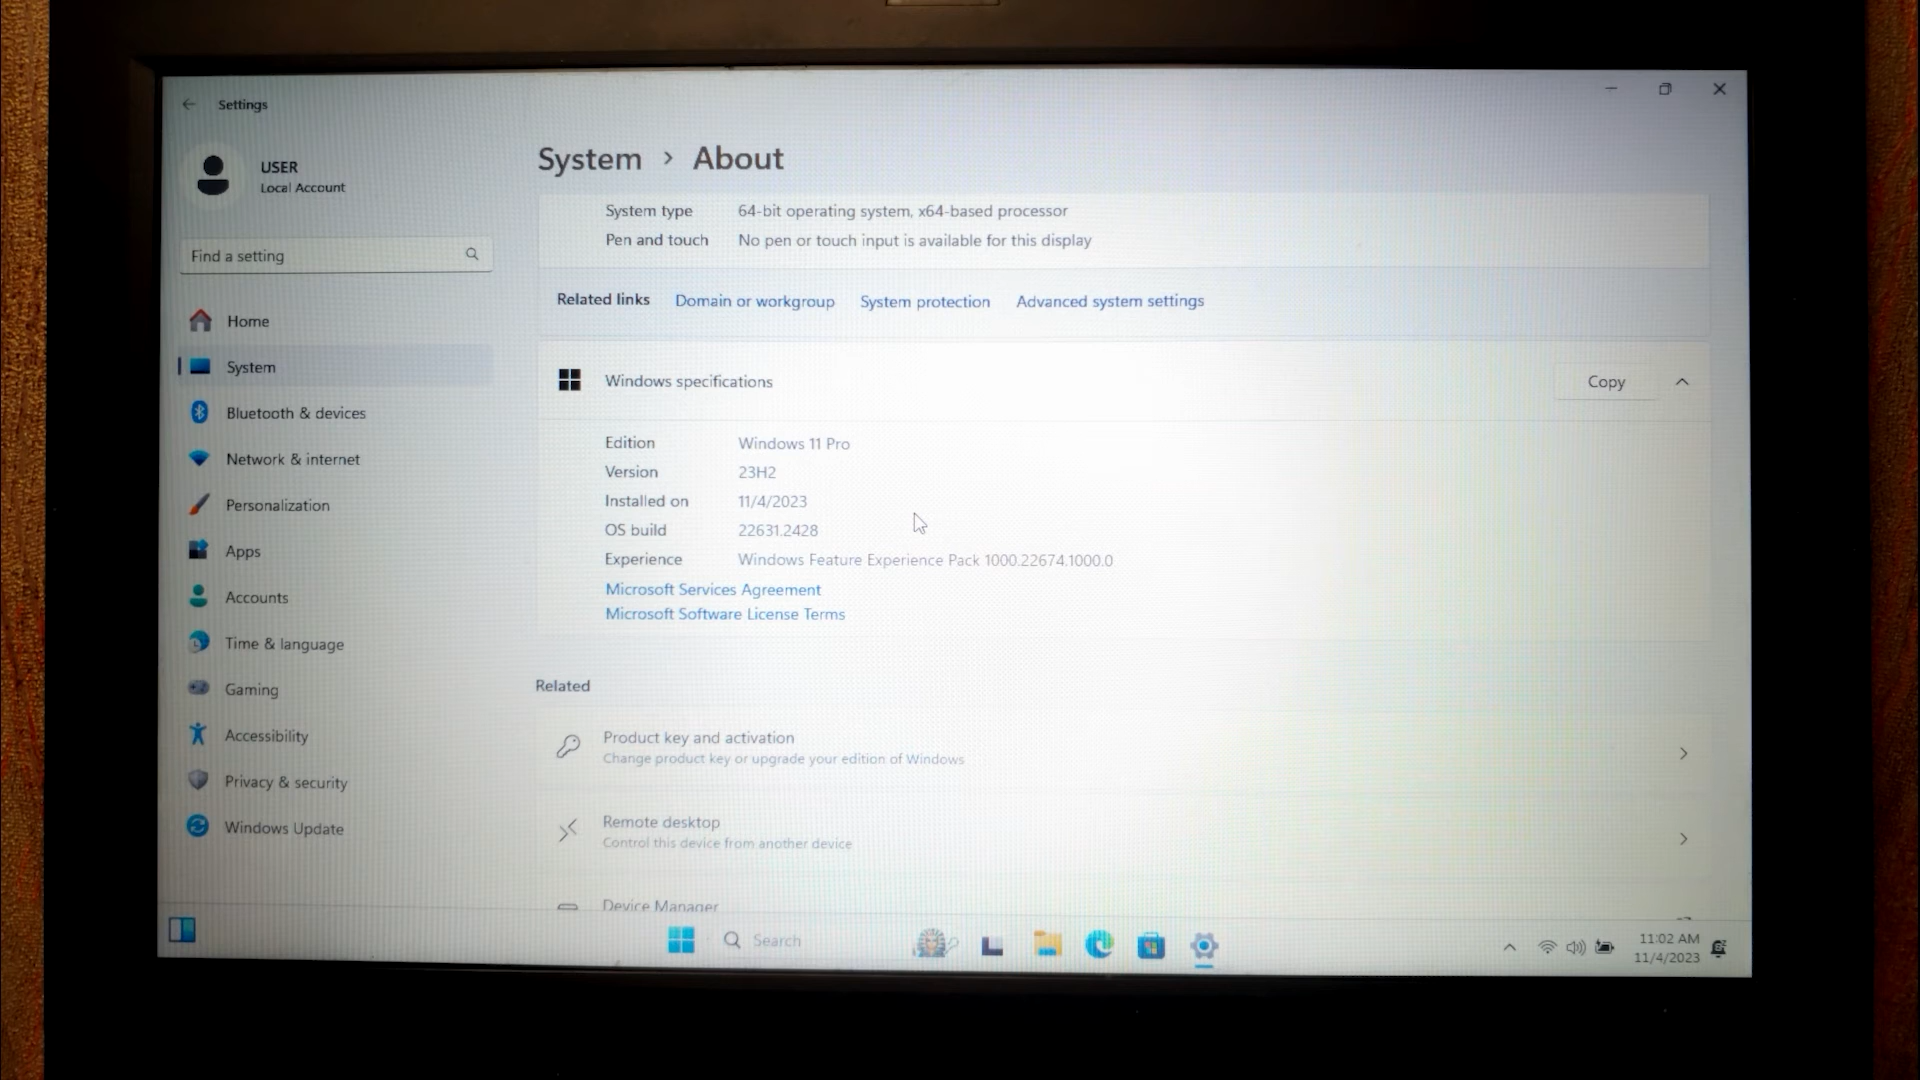 Settings
USER
Local Account
Find a setting
Home
System
Bluetooth & devices
Network & internet
Personalization
Apps
Accounts
Time & language
Gaming
Accessibility
Privacy & security
Windows Update
System > About
System type 64-bit operating system, x64-based processor
Pen and touch No pen or touch input is available for this display
Related links Domain or workgroup System protection Advanced system settings
Windows specifications Copy
Edition Windows 11 Pro
Version 23H2
Installed on 11/4/2023
OS build 22631.2428
Experience Windows Feature Experience Pack 1000.22674.1000.0
Microsoft Services Agreement
Microsoft Software License Terms
Related
Product key and activation
Change product key or upgrade your edition of Windows
Remote desktop
Control this device from another device
Device Manager
Search
11:02 AM
11/4/2023